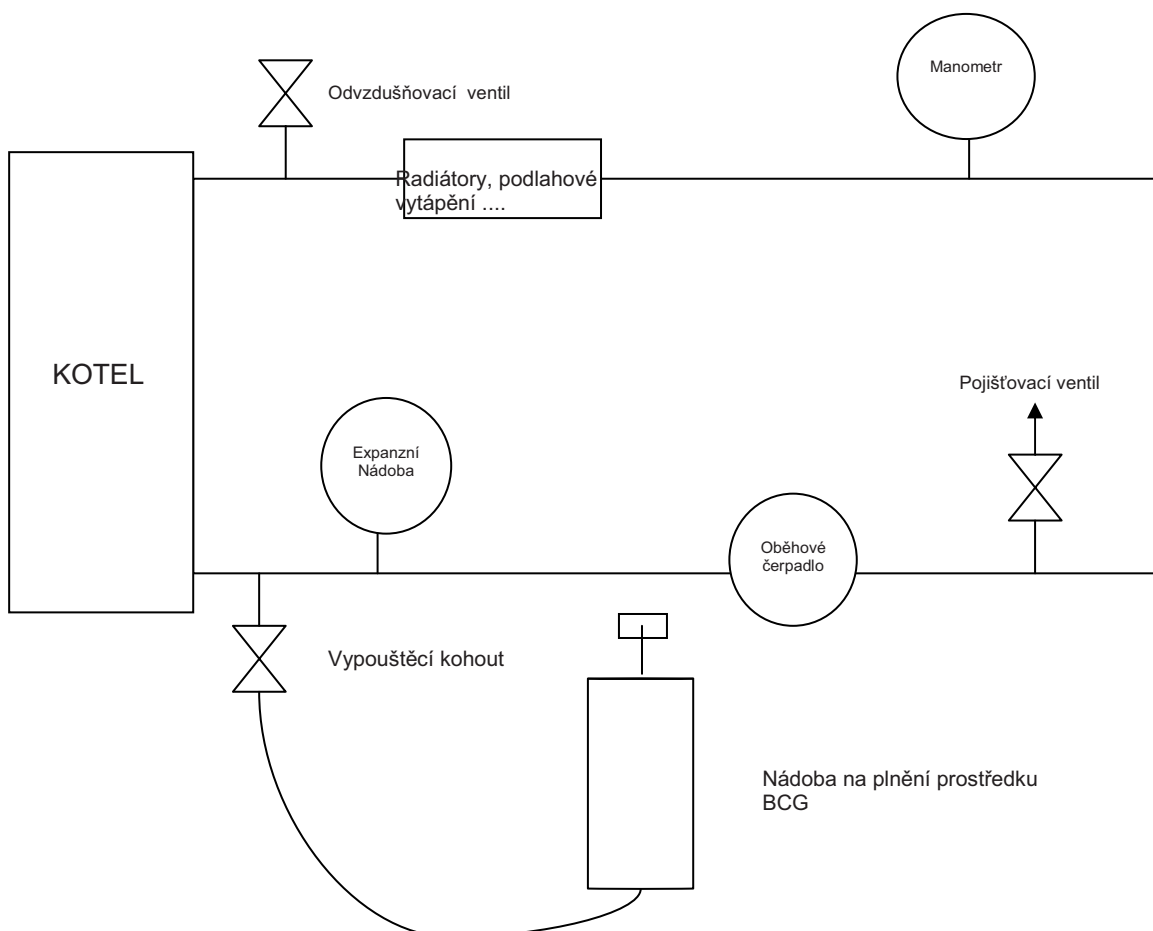 Manometr
Odvzdušňovací ventil
Radiátory, podlahové
vytápění ....
KOTEL
Pojišťovací ventil
Expanzní
Nádoba
Oběhové
čerpadlo
Vypouštěcí kohout
Nádoba na plnění prostředku
BCG